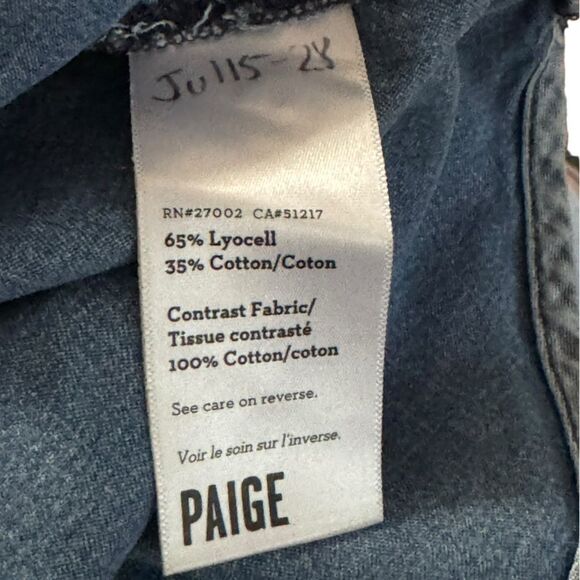 Jul15-28
RN#27002 CA#51217
65% Lyocell
35% Cotton/Coton
Contrast Fabric/
Tissue contrasté
100% Cotton/coton
See care on reverse.
Voir le soin sur l'inverse.
PAIGE